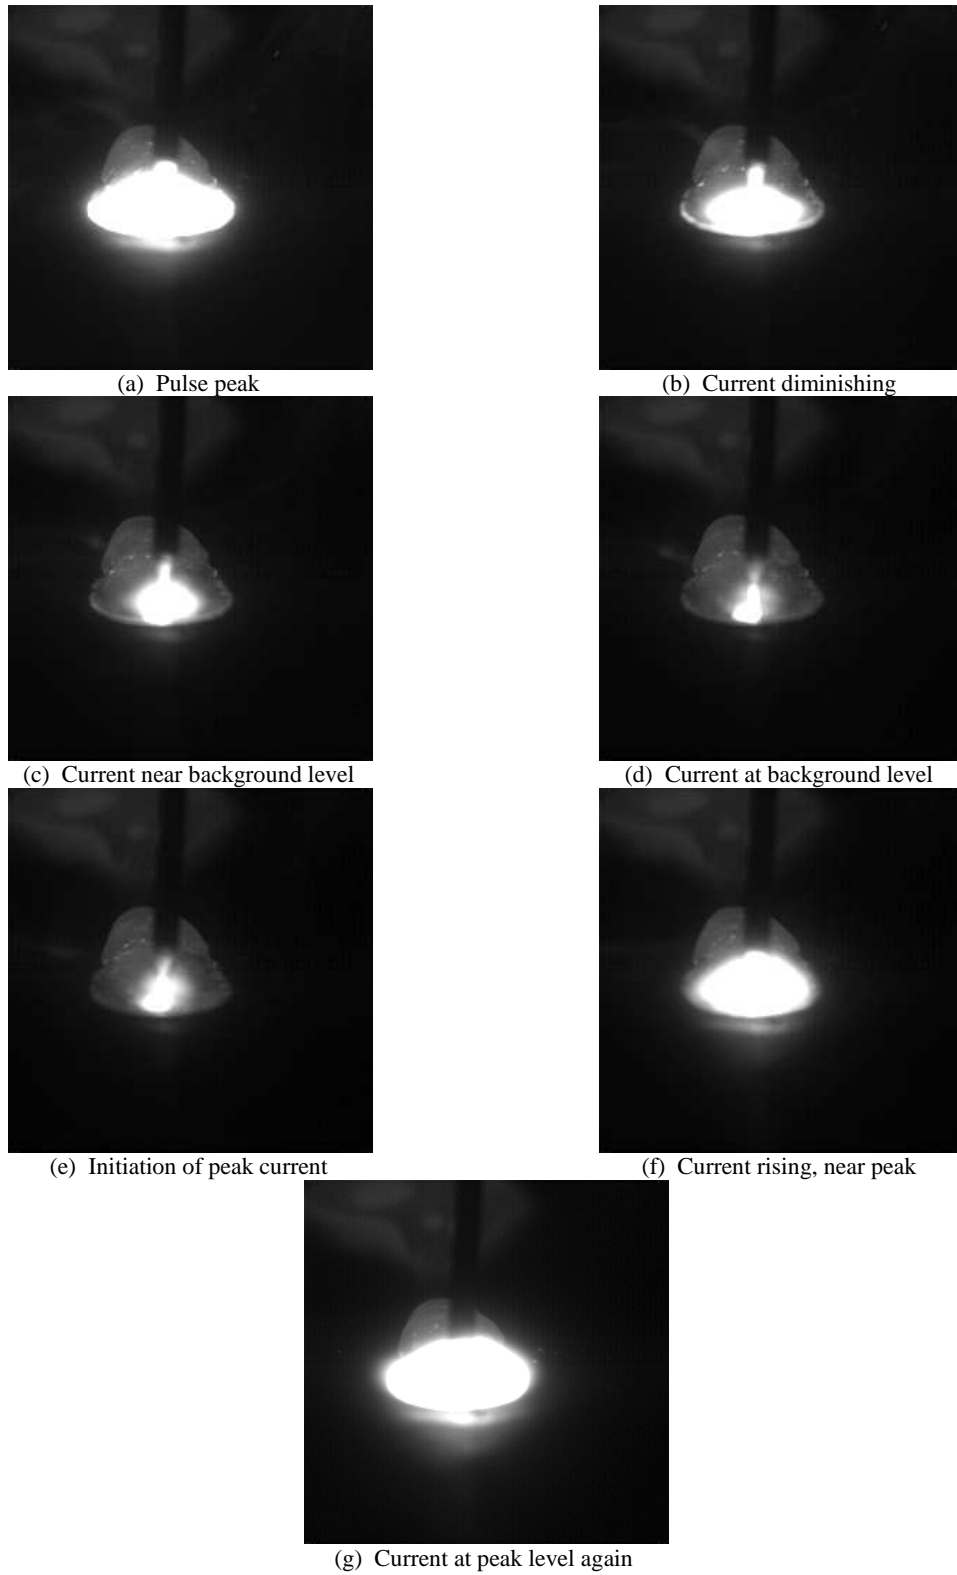 (a) Pulse peak
(b) Current diminishing
(c) Current near background level
(d) Current at background level
(e) Initiation of peak current
(f) Current rising, near peak
(g) Current at peak level again